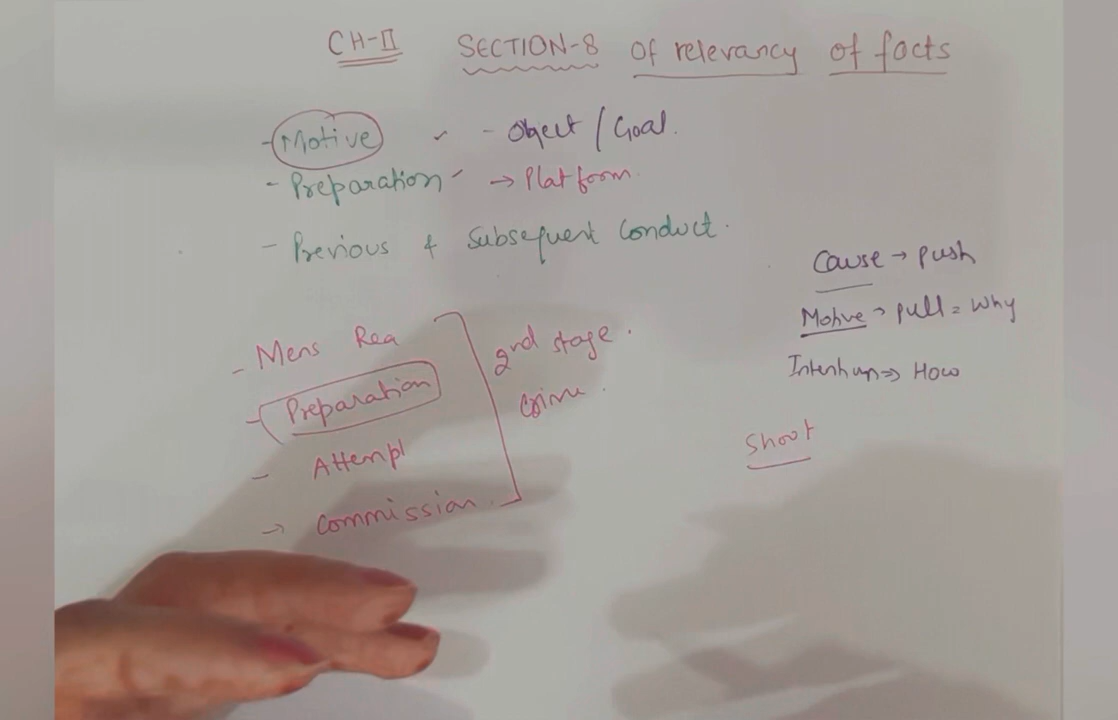 CH-II SECTION-8 Of relevancy of facts
- Motive - Object / Goal.
- Preparation → Platform
- Previous & Subsequent Conduct.
Cause → push
Motive → pull = Why
Intention => How
- Mens Rea
- Preparation
- Attempt
→ Commission.
2nd stage.
Crime.
Shoot